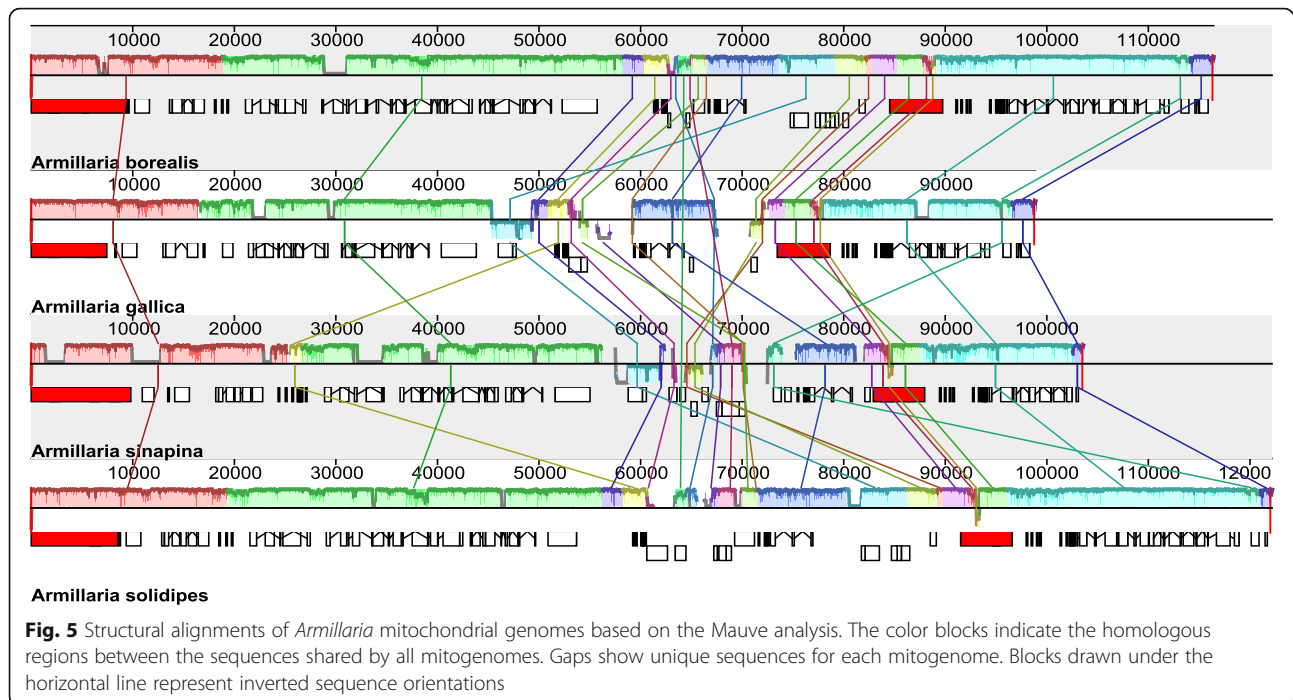 10000 20000 30000 40000 50000 60000 70000 80000 90000 100000 110000
Armillaria borealis
10000 20000 30000 40000 50000 60000 70000 80000 90000
Armillaria gallica
10000 20000 30000 40000 50000 60000 70000 80000 90000 100000
Armillaria sinapina
10000 20000 30000 40000 50000 60000 70000 80000 90000 100000 110000 120000
Armillaria solidipes
Fig. 5 Structural alignments of Armillaria mitochondrial genomes based on the Mauve analysis. The color blocks indicate the homologous
regions between the sequences shared by all mitogenomes. Gaps show unique sequences for each mitogenome. Blocks drawn under the
horizontal line represent inverted sequence orientations